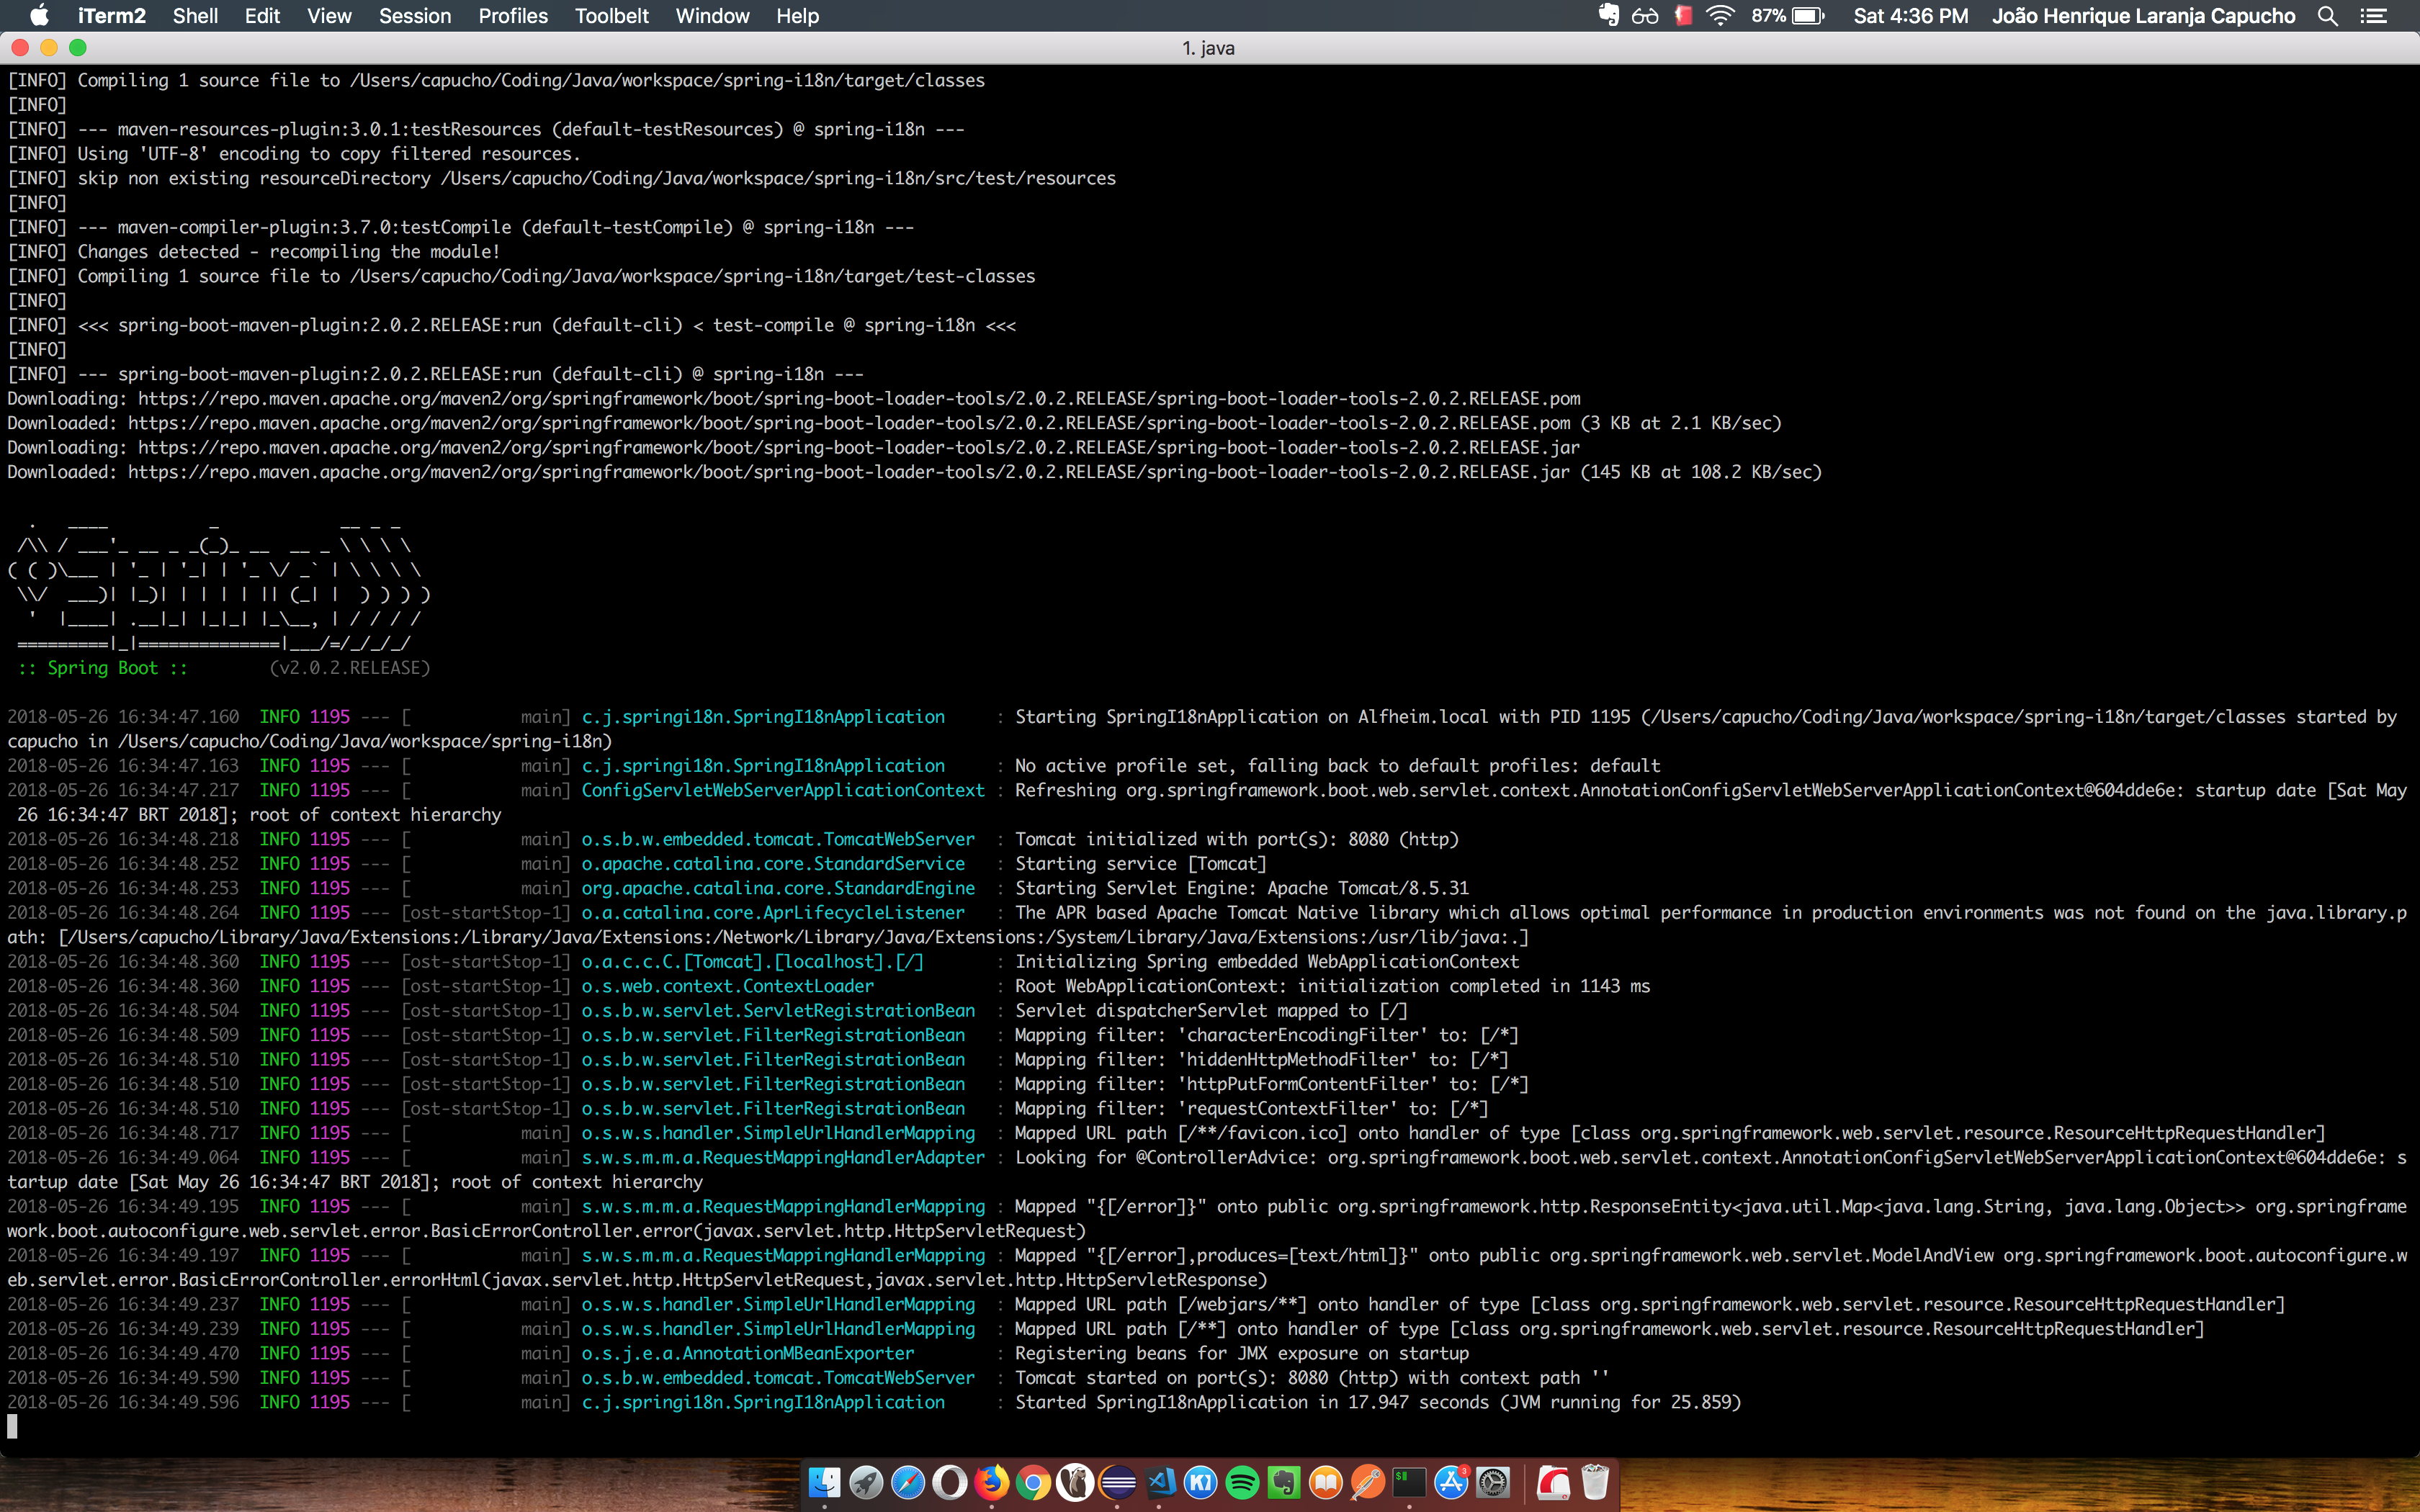 iTerm2 Shell Edit View Session Profiles Toolbelt Window Help 87% Sat 4:36 PM João Henrique Laranja Capucho
1. java
[INFO] Compiling 1 source file to /Users/capucho/Coding/Java/workspace/spring-i18n/target/classes
[INFO]
[INFO] --- maven-resources-plugin:3.0.1:testResources (default-testResources) @ spring-i18n ---
[INFO] Using 'UTF-8' encoding to copy filtered resources.
[INFO] skip non existing resourceDirectory /Users/capucho/Coding/Java/workspace/spring-i18n/src/test/resources
[INFO]
[INFO] --- maven-compiler-plugin:3.7.0:testCompile (default-testCompile) @ spring-i18n ---
[INFO] Changes detected - recompiling the module!
[INFO] Compiling 1 source file to /Users/capucho/Coding/Java/workspace/spring-i18n/target/test-classes
[INFO]
[INFO] <<< spring-boot-maven-plugin:2.0.2.RELEASE:run (default-cli) < test-compile @ spring-i18n <<<
[INFO]
[INFO] --- spring-boot-maven-plugin:2.0.2.RELEASE:run (default-cli) @ spring-i18n ---
Downloading: https://repo.maven.apache.org/maven2/org/springframework/boot/spring-boot-loader-tools/2.0.2.RELEASE/spring-boot-loader-tools-2.0.2.RELEASE.pom
Downloaded: https://repo.maven.apache.org/maven2/org/springframework/boot/spring-boot-loader-tools/2.0.2.RELEASE/spring-boot-loader-tools-2.0.2.RELEASE.pom (3 KB at 2.1 KB/sec)
Downloading: https://repo.maven.apache.org/maven2/org/springframework/boot/spring-boot-loader-tools/2.0.2.RELEASE/spring-boot-loader-tools-2.0.2.RELEASE.jar
Downloaded: https://repo.maven.apache.org/maven2/org/springframework/boot/spring-boot-loader-tools/2.0.2.RELEASE/spring-boot-loader-tools-2.0.2.RELEASE.jar (145 KB at 108.2 KB/sec)

  .   ____          _            __ _ _
 /\\ / ___'_ __ _ _(_)_ __  __ _ \ \ \ \
( ( )\___ | '_ | '_| | '_ \/ _` | \ \ \ \
 \\/  ___)| |_)| | | | | || (_| |  ) ) ) )
  '  |____| .__|_| |_|_| |_\__, | / / / /
 =========|_|==============|___/=/_/_/_/
 :: Spring Boot ::        (v2.0.2.RELEASE)

2018-05-26 16:34:47.160  INFO 1195 --- [           main] c.j.springi18n.SpringI18nApplication     : Starting SpringI18nApplication on Alfheim.local with PID 1195 (/Users/capucho/Coding/Java/workspace/spring-i18n/target/classes started by
capucho in /Users/capucho/Coding/Java/workspace/spring-i18n)
2018-05-26 16:34:47.163  INFO 1195 --- [           main] c.j.springi18n.SpringI18nApplication     : No active profile set, falling back to default profiles: default
2018-05-26 16:34:47.217  INFO 1195 --- [           main] ConfigServletWebServerApplicationContext : Refreshing org.springframework.boot.web.servlet.context.AnnotationConfigServletWebServerApplicationContext@604dde6e: startup date [Sat May
 26 16:34:47 BRT 2018]; root of context hierarchy
2018-05-26 16:34:48.218  INFO 1195 --- [           main] o.s.b.w.embedded.tomcat.TomcatWebServer  : Tomcat initialized with port(s): 8080 (http)
2018-05-26 16:34:48.252  INFO 1195 --- [           main] o.apache.catalina.core.StandardService   : Starting service [Tomcat]
2018-05-26 16:34:48.253  INFO 1195 --- [           main] org.apache.catalina.core.StandardEngine  : Starting Servlet Engine: Apache Tomcat/8.5.31
2018-05-26 16:34:48.264  INFO 1195 --- [ost-startStop-1] o.a.catalina.core.AprLifecycleListener   : The APR based Apache Tomcat Native library which allows optimal performance in production environments was not found on the java.library.p
ath: [/Users/capucho/Library/Java/Extensions:/Library/Java/Extensions:/Network/Library/Java/Extensions:/System/Library/Java/Extensions:/usr/lib/java:.]
2018-05-26 16:34:48.360  INFO 1195 --- [ost-startStop-1] o.a.c.c.C.[Tomcat].[localhost].[/]       : Initializing Spring embedded WebApplicationContext
2018-05-26 16:34:48.360  INFO 1195 --- [ost-startStop-1] o.s.web.context.ContextLoader            : Root WebApplicationContext: initialization completed in 1143 ms
2018-05-26 16:34:48.504  INFO 1195 --- [ost-startStop-1] o.s.b.w.servlet.ServletRegistrationBean  : Servlet dispatcherServlet mapped to [/]
2018-05-26 16:34:48.509  INFO 1195 --- [ost-startStop-1] o.s.b.w.servlet.FilterRegistrationBean   : Mapping filter: 'characterEncodingFilter' to: [/*]
2018-05-26 16:34:48.510  INFO 1195 --- [ost-startStop-1] o.s.b.w.servlet.FilterRegistrationBean   : Mapping filter: 'hiddenHttpMethodFilter' to: [/*]
2018-05-26 16:34:48.510  INFO 1195 --- [ost-startStop-1] o.s.b.w.servlet.FilterRegistrationBean   : Mapping filter: 'httpPutFormContentFilter' to: [/*]
2018-05-26 16:34:48.510  INFO 1195 --- [ost-startStop-1] o.s.b.w.servlet.FilterRegistrationBean   : Mapping filter: 'requestContextFilter' to: [/*]
2018-05-26 16:34:48.717  INFO 1195 --- [           main] o.s.w.s.handler.SimpleUrlHandlerMapping  : Mapped URL path [/**/favicon.ico] onto handler of type [class org.springframework.web.servlet.resource.ResourceHttpRequestHandler]
2018-05-26 16:34:49.064  INFO 1195 --- [           main] s.w.s.m.m.a.RequestMappingHandlerAdapter : Looking for @ControllerAdvice: org.springframework.boot.web.servlet.context.AnnotationConfigServletWebServerApplicationContext@604dde6e: s
tartup date [Sat May 26 16:34:47 BRT 2018]; root of context hierarchy
2018-05-26 16:34:49.195  INFO 1195 --- [           main] s.w.s.m.m.a.RequestMappingHandlerMapping : Mapped "{[/error]}" onto public org.springframework.http.ResponseEntity<java.util.Map<java.lang.String, java.lang.Object>> org.springframe
work.boot.autoconfigure.web.servlet.error.BasicErrorController.error(javax.servlet.http.HttpServletRequest)
2018-05-26 16:34:49.197  INFO 1195 --- [           main] s.w.s.m.m.a.RequestMappingHandlerMapping : Mapped "{[/error],produces=[text/html]}" onto public org.springframework.web.servlet.ModelAndView org.springframework.boot.autoconfigure.w
eb.servlet.error.BasicErrorController.errorHtml(javax.servlet.http.HttpServletRequest,javax.servlet.http.HttpServletResponse)
2018-05-26 16:34:49.237  INFO 1195 --- [           main] o.s.w.s.handler.SimpleUrlHandlerMapping  : Mapped URL path [/webjars/**] onto handler of type [class org.springframework.web.servlet.resource.ResourceHttpRequestHandler]
2018-05-26 16:34:49.239  INFO 1195 --- [           main] o.s.w.s.handler.SimpleUrlHandlerMapping  : Mapped URL path [/**] onto handler of type [class org.springframework.web.servlet.resource.ResourceHttpRequestHandler]
2018-05-26 16:34:49.470  INFO 1195 --- [           main] o.s.j.e.a.AnnotationMBeanExporter        : Registering beans for JMX exposure on startup
2018-05-26 16:34:49.590  INFO 1195 --- [           main] o.s.b.w.embedded.tomcat.TomcatWebServer  : Tomcat started on port(s): 8080 (http) with context path ''
2018-05-26 16:34:49.596  INFO 1195 --- [           main] c.j.springi18n.SpringI18nApplication     : Started SpringI18nApplication in 17.947 seconds (JVM running for 25.859)
3